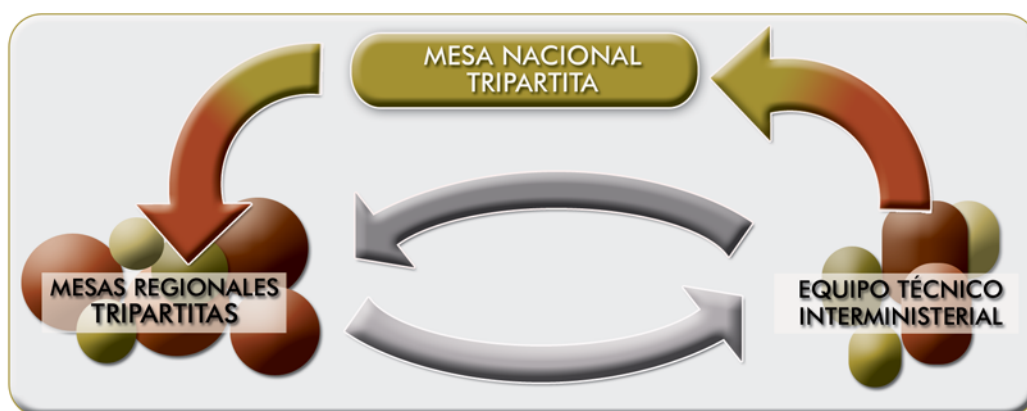 MESA NACIONAL
TRIPARTITA
MESAS REGIONALES
TRIPARTITAS
EQUIPO TÉCNICO
INTERMINISTERIAL